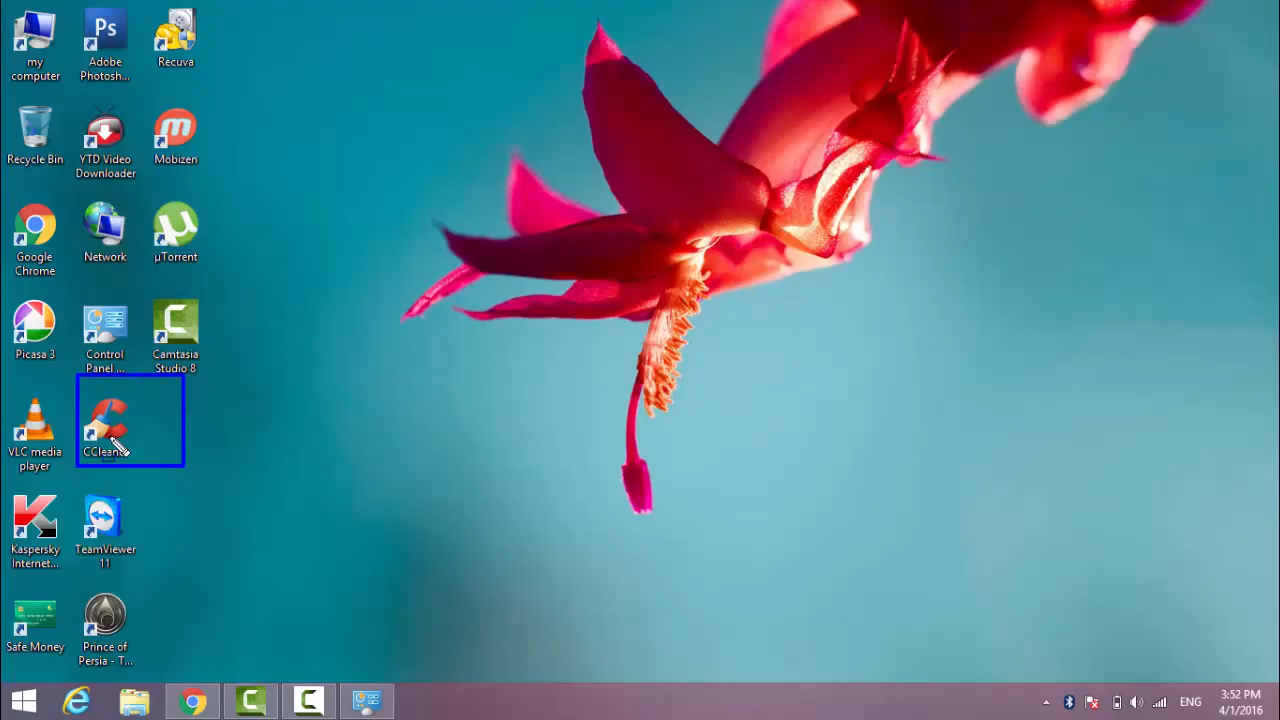 my
computer
Adobe
Photosh...
Recuva
Recycle Bin
YTD Video
Downloader
Mobizen
Google
Chrome
Network
µTorrent
Picasa 3
Control
Panel ...
Camtasia
Studio 8
VLC media
player
CCleaner
Kaspersky
Internet...
TeamViewer
11
Safe Money
Prince of
Persia - T...
ENG
3:52 PM
4/1/2016